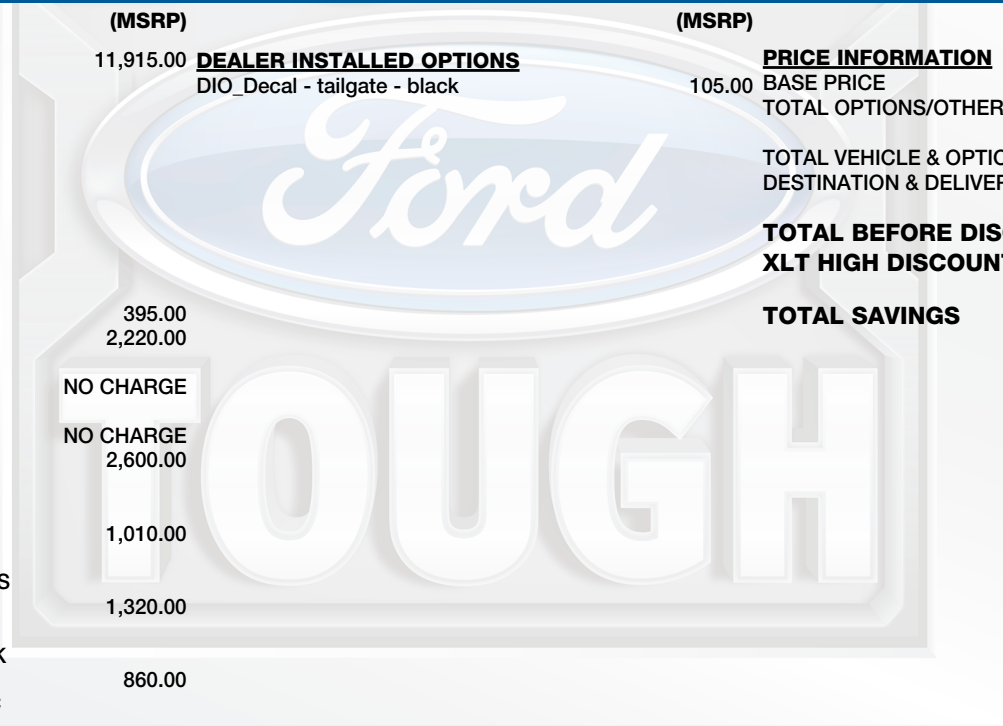 (MSRP)
11,915.00
395.00
2,220.00
NO CHARGE
NO CHARGE
2,600.00
1,010.00
S
1,320.00
K
860.00
(MSRP)
DEALER INSTALLED OPTIONS
DIO_Decal - tailgate - black 105.00
PRICE INFORMATION
BASE PRICE
TOTAL OPTIONS/OTHER
TOTAL VEHICLE & OPTIO
DESTINATION & DELIVER
TOTAL BEFORE DISC
XLT HIGH DISCOUNT
TOTAL SAVINGS
Ford
TOUGH